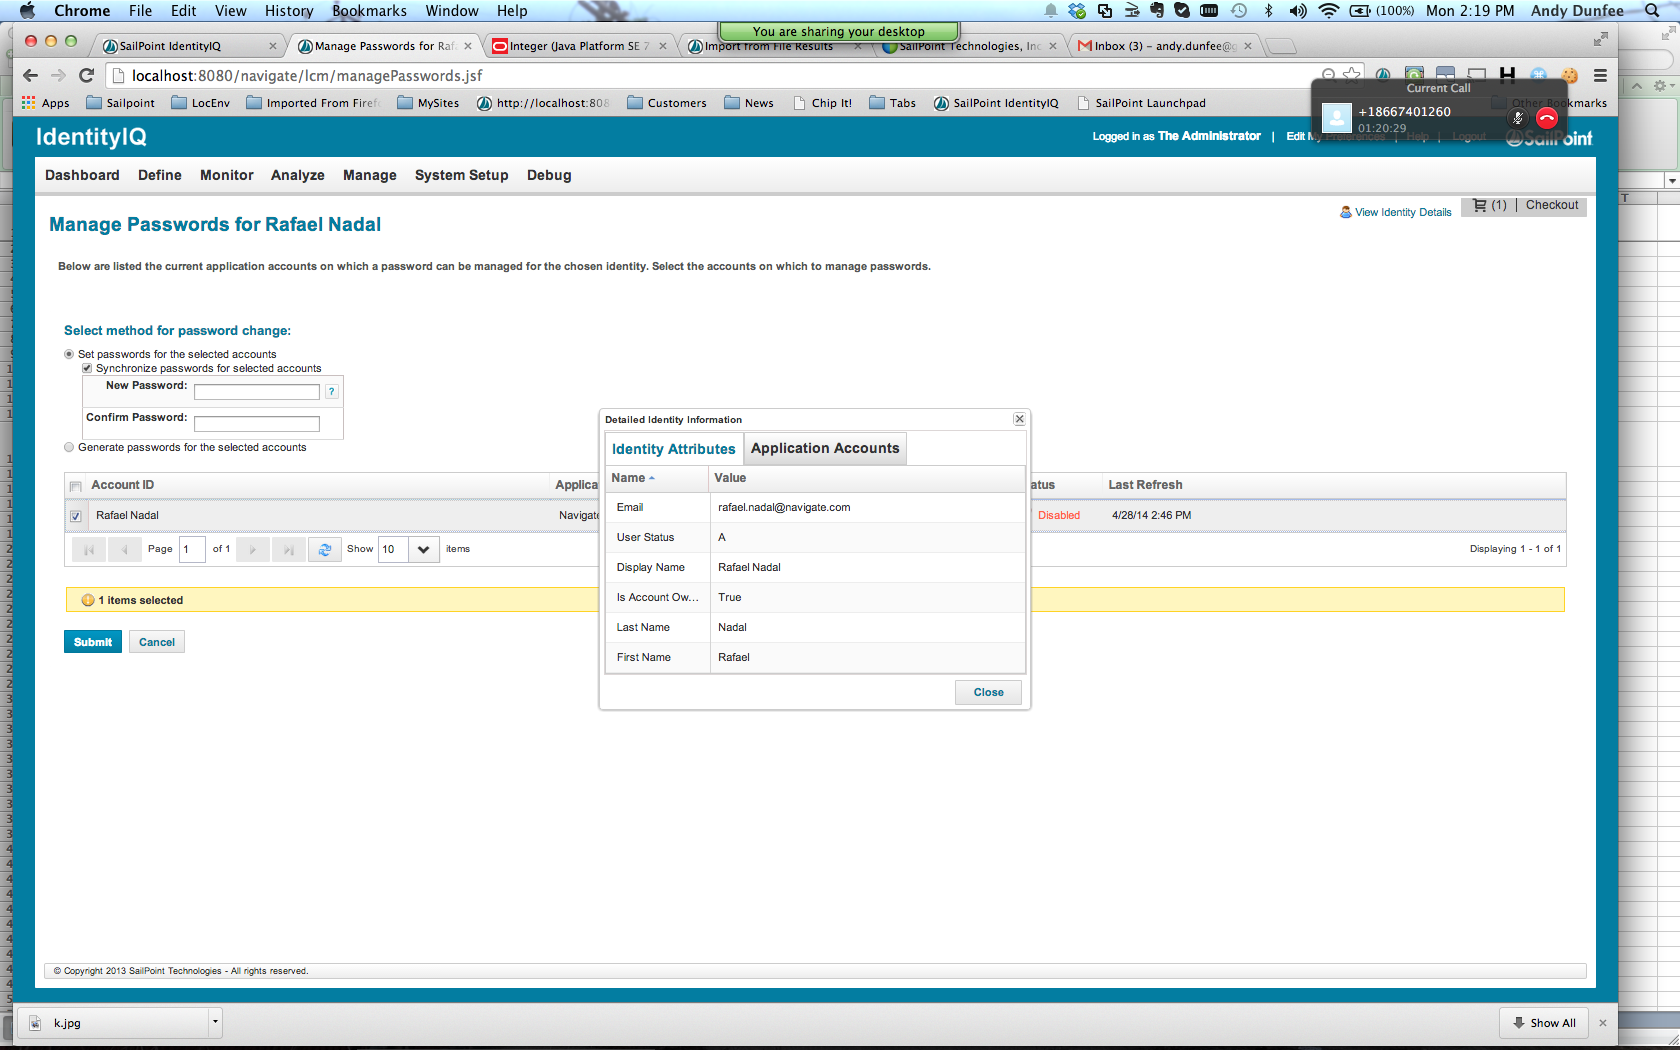 Chrome File Edit View History Bookmarks Window Help (100%) Mon 2:19 PM Andy Dunfee
You are sharing your desktop
SailPoint IdentityIQ
Manage Passwords for Raf
Integer (Java Platform SE 7
Import from File Results
SailPoint Technologies, Inc
Inbox (3) - andy.dunfee@g
localhost:8080/navigate/lcm/managePasswords.jsf
Apps Sailpoint LocEnv Imported From Firef MySites http://localhost:808 Customers News Chip It! Tabs SailPoint IdentityIQ SailPoint Launchpad Other Bookmarks
Current Call
+18667401260
01:20:29
IdentityIQ
Logged in as The Administrator | Edit My Preferences | Help | Logout
SailPoint
Dashboard Define Monitor Analyze Manage System Setup Debug
View Identity Details (1) | Checkout
Manage Passwords for Rafael Nadal
Below are listed the current application accounts on which a password can be managed for the chosen identity. Select the accounts on which to manage passwords.
Select method for password change:
Set passwords for the selected accounts
Synchronize passwords for selected accounts
New Password: ?
Confirm Password:
Generate passwords for the selected accounts
Account ID Applica atus Last Refresh
Rafael Nadal Navigate Disabled 4/28/14 2:46 PM
Page 1 of 1 Show 10 items Displaying 1 - 1 of 1
1 items selected
Submit Cancel
Detailed Identity Information
Identity Attributes Application Accounts
Name Value
Email rafael.nadal@navigate.com
User Status A
Display Name Rafael Nadal
Is Account Ow... True
Last Name Nadal
First Name Rafael
Close
© Copyright 2013 SailPoint Technologies - All rights reserved.
k.jpg Show All